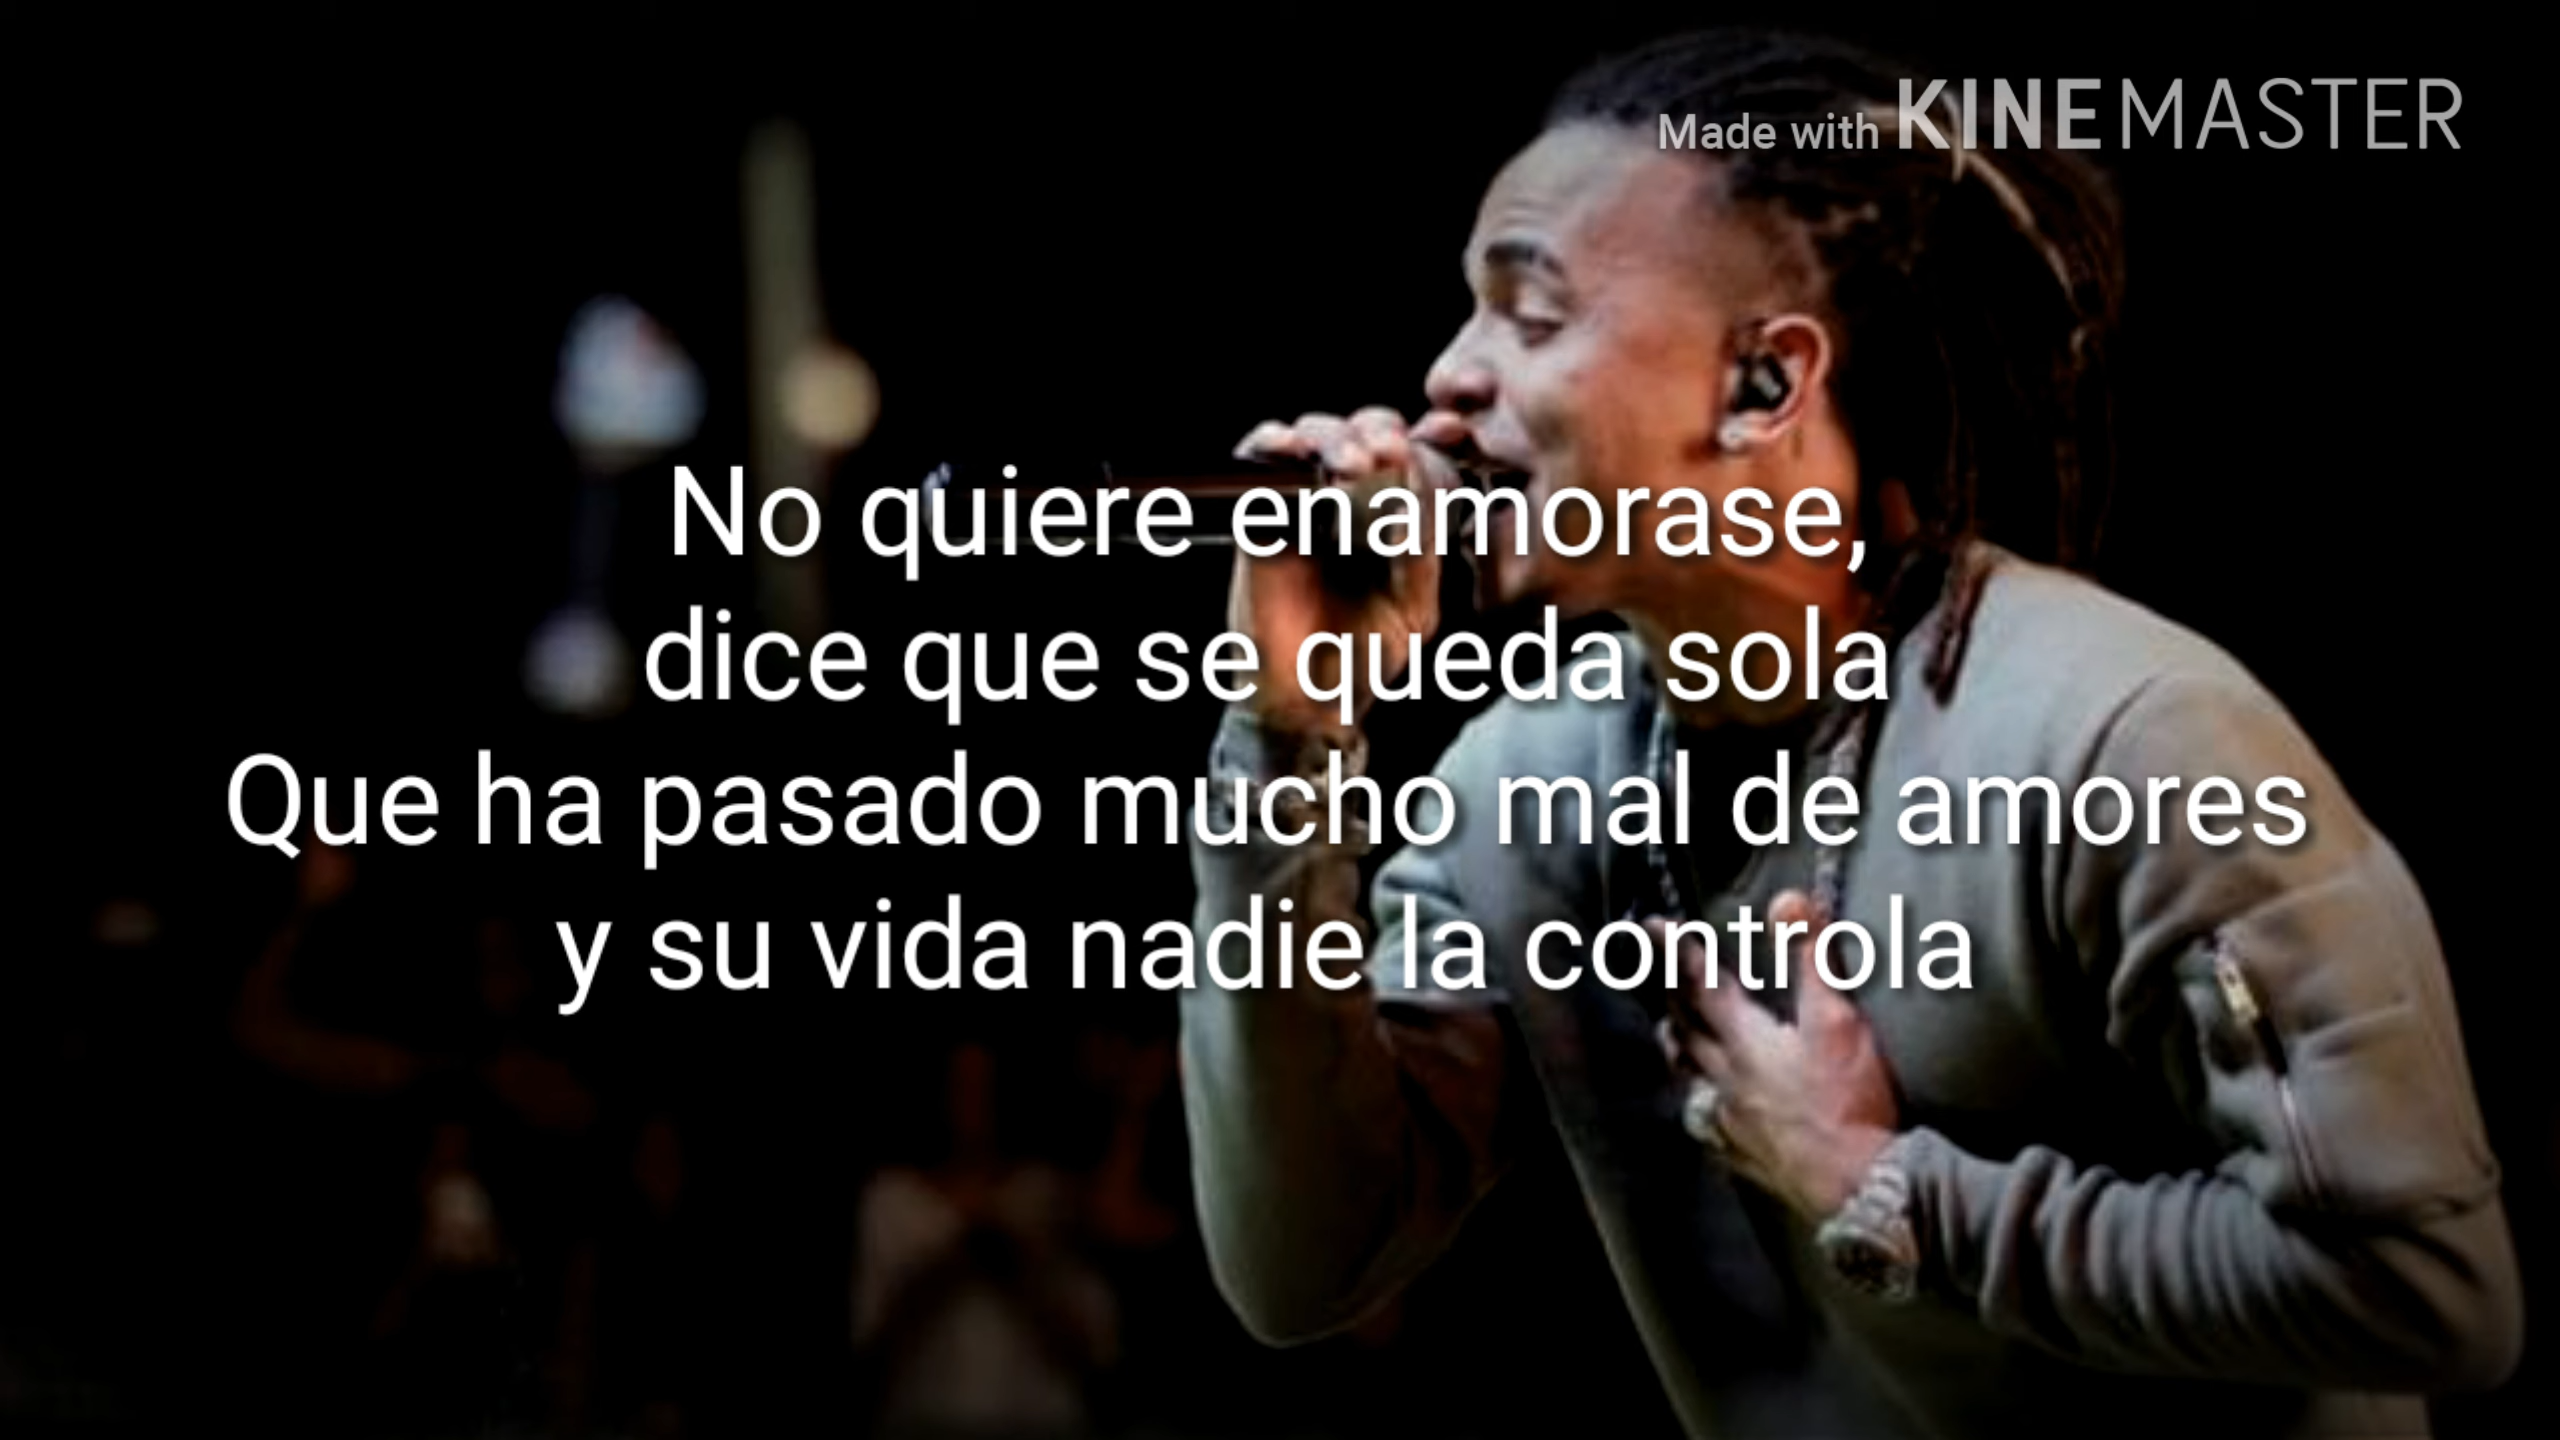 Made with KINEMASTER
No quiere enamorase,
dice que se queda sola
Que ha pasado mucho mal de amores
y su vida nadie la controla